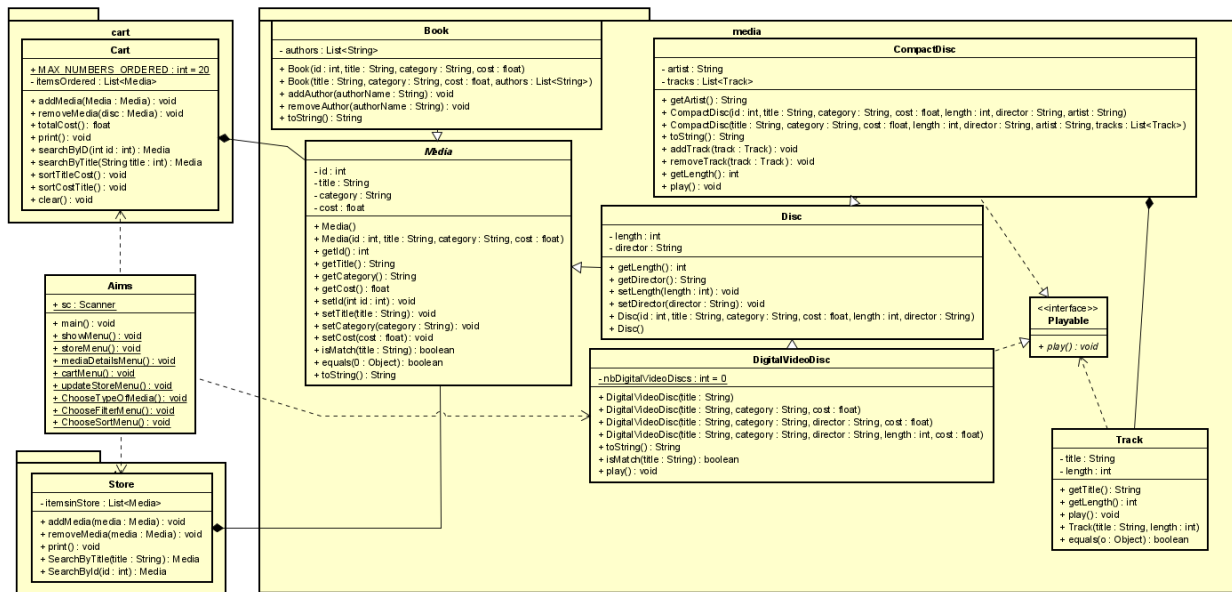 cart
Cart
+ MAX_NUMBERS_ORDERED : int = 20
- itemsOrdered : List<Media>
+ addMedia(Media : Media) : void
+ removeMedia(disc : Media) : void
+ totalCost() : float
+ print() : void
+ searchByID(int id : int) : Media
+ searchByTitle(String title : int) : Media
+ sortTitleCost() : void
+ sortCostTitle() : void
+ clear() : void
Aims
+ sc : Scanner
+ main() : void
+ showMenu() : void
+ storeMenu() : void
+ mediaDetailsMenu() : void
+ cartMenu() : void
+ updateStoreMenu() : void
+ ChooseTypeOfMedia() : void
+ ChooseFilterMenu() : void
+ ChooseSortMenu() : void
Store
- itemsinStore : List<Media>
+ addMedia(media : Media) : void
+ removeMedia(media : Media) : void
+ print() : void
+ SearchByTitle(title : String) : Media
+ SearchById(id : int) : Media
media
Book
- authors : List<String>
+ Book(id : int, title : String, category : String, cost : float)
+ Book(title : String, category : String, cost : float, authors : List<String>)
+ addAuthor(authorName : String) : void
+ removeAuthor(authorName : String) : void
+ toString() : String
Media
- id : int
- title : String
- category : String
- cost : float
+ Media()
+ Media(id : int, title : String, category : String, cost : float)
+ getId() : int
+ getTitle() : String
+ getCategory() : String
+ getCost() : float
+ setId(int id : int) : void
+ setTitle(title : String) : void
+ setCategory(category : String) : void
+ setCost(cost : float) : void
+ isMatch(title : String) : boolean
+ equals(0 : Object) : boolean
+ toString() : String
CompactDisc
- artist : String
- tracks : List<Track>
+ getArtist() : String
+ CompactDisc(id : int, title : String, category : String, cost : float, length : int, director : String, artist : String)
+ CompactDisc(title : String, category : String, cost : float, length : int, director : String, artist : String, tracks : List<Track>)
+ toString() : String
+ addTrack(track : Track) : void
+ removeTrack(track : Track) : void
+ getLength() : int
+ play() : void
Disc
- length : int
- director : String
+ getLength() : int
+ getDirector() : String
+ setLength(length : int) : void
+ setDirector(director : String) : void
+ Disc(id : int, title : String, category : String, cost : float, length : int, director : String)
+ Disc()
<<interface>>
Playable
+ play() : void
DigitalVideoDisc
- nbDigitalVideoDiscs : int = 0
+ DigitalVideoDisc(title : String)
+ DigitalVideoDisc(title : String, category : String, cost : float)
+ DigitalVideoDisc(title : String, category : String, director : String, cost : float)
+ DigitalVideoDisc(title : String, category : String, director : String, length : int, cost : float)
+ toString() : String
+ isMatch(title : String) : boolean
+ play() : void
Track
- title : String
- length : int
+ getTitle() : String
+ getLength() : int
+ play() : void
+ Track(title : String, length : int)
+ equals(o : Object) : boolean